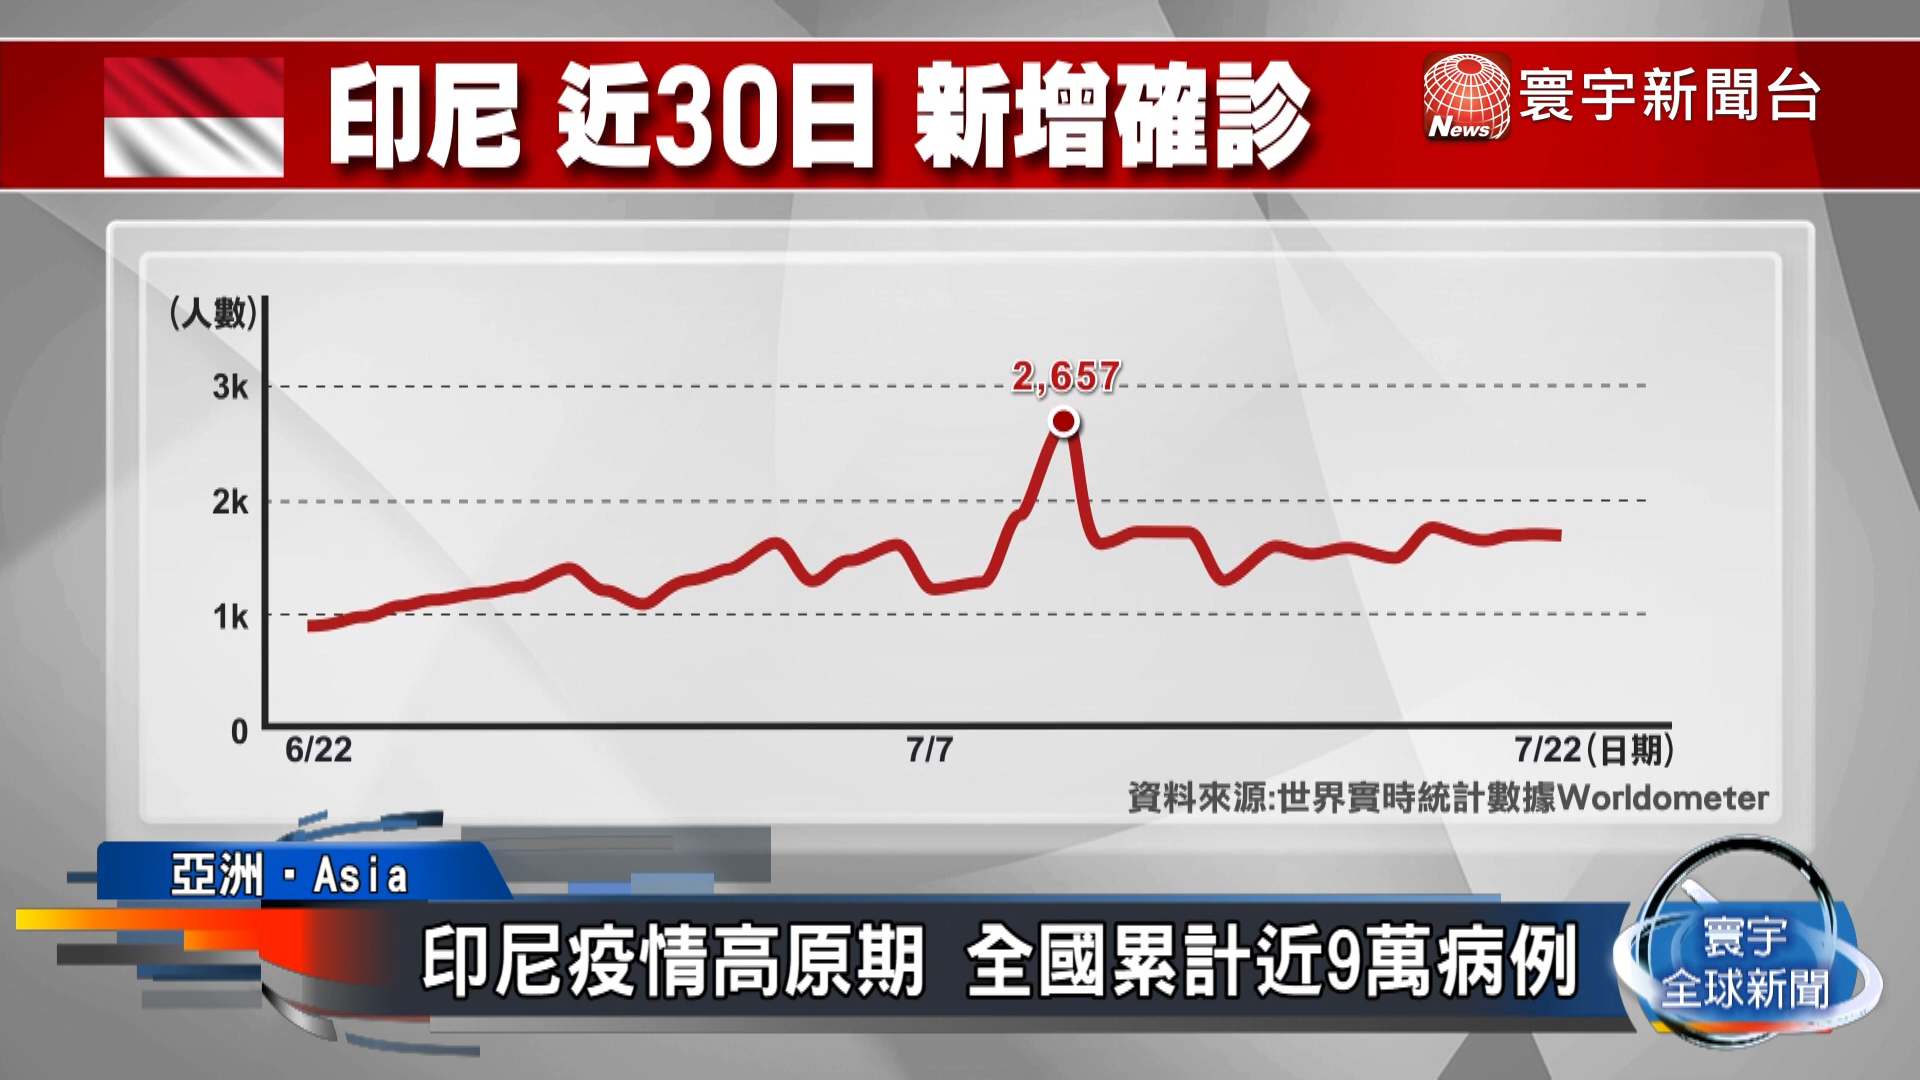 印尼 近30日 新增確診
News 寰宇新聞台
(人數)
3k
2,657
2k
1k
0
6/22 7/7 7/22(日期)
資料來源:世界實時統計數據Worldometer
亞洲・Asia
印尼疫情高原期 全國累計近9萬病例
寰宇
全球新聞